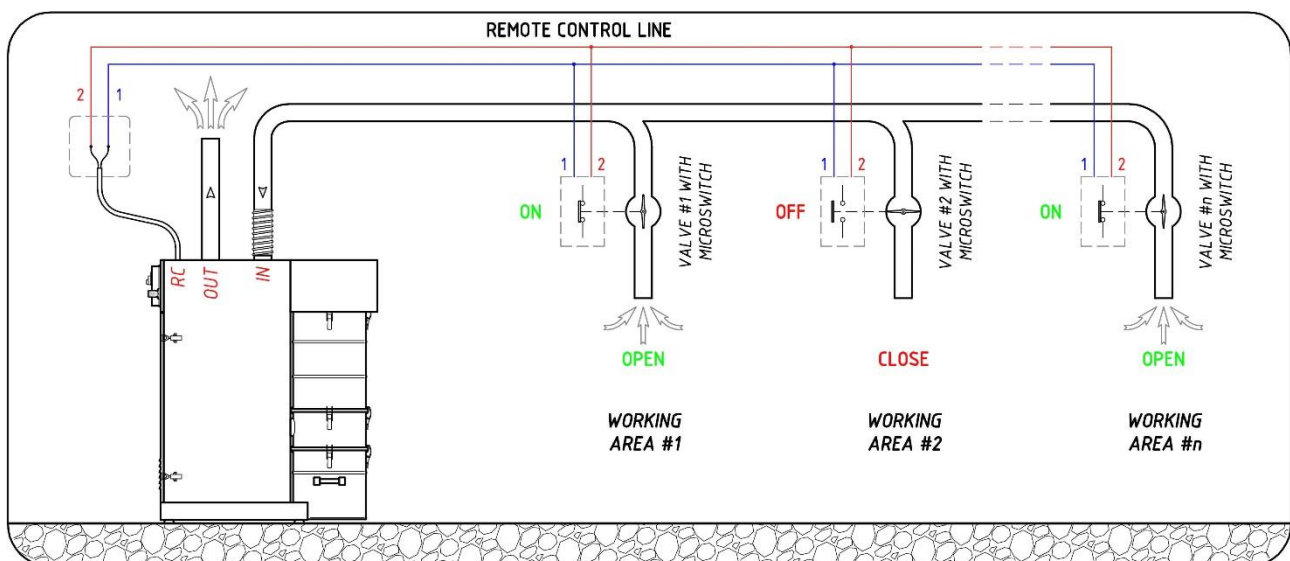 REMOTE CONTROL LINE
2
1
1
2
1
2
1
2
ON
OFF
ON
VALVE #1 WITH
MICROSWITCH
VALVE #2 WITH
MICROSWITCH
VALVE #n WITH
MICROSWITCH
RC
OUT
IN
OPEN
CLOSE
OPEN
WORKING
AREA #1
WORKING
AREA #2
WORKING
AREA #n